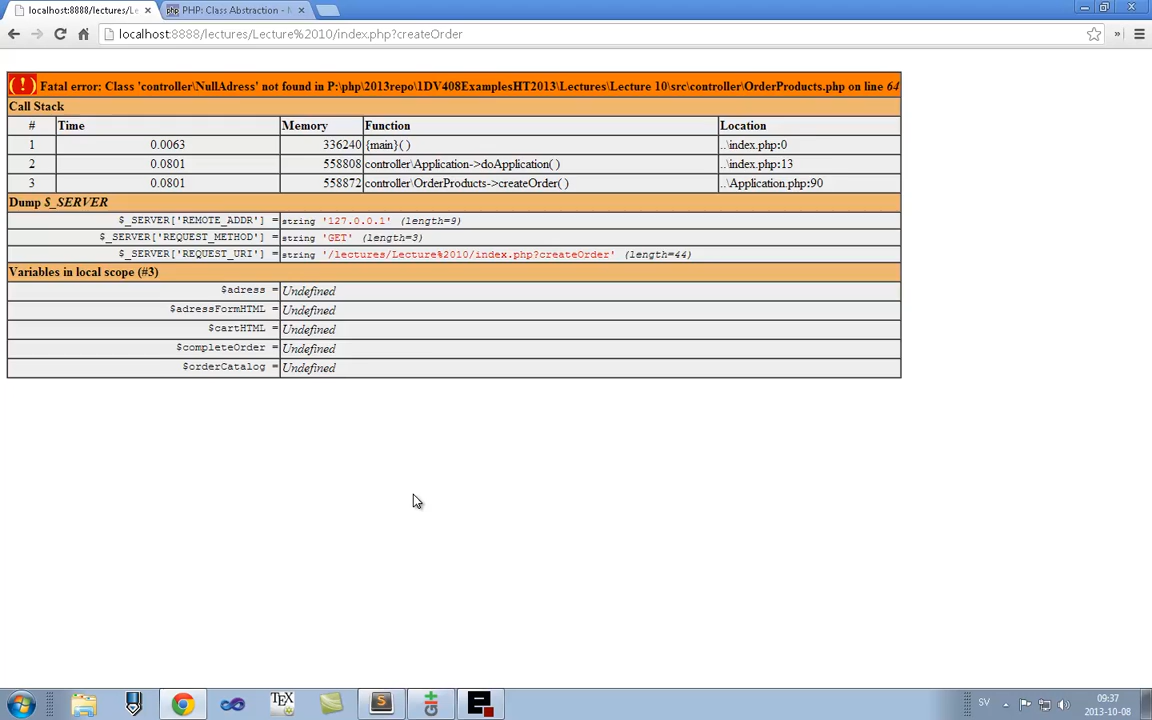 localhost:8888/lectures/Le
PHP: Class Abstraction -
localhost:8888/lectures/Lecture%2010/index.php?createOrder
( ! ) Fatal error: Class 'controller\NullAdress' not found in P:\php\2013repo\1DV408ExamplesHT2013\Lectures\Lecture 10\src\controller\OrderProducts.php on line 64
Call Stack
# Time Memory Function Location
1 0.0063 336240 {main}( ) ..\index.php:0
2 0.0801 558808 controller\Application->doApplication( ) ..\index.php:13
3 0.0801 558872 controller\OrderProducts->createOrder( ) ..\Application.php:90
Dump $_SERVER
$_SERVER['REMOTE_ADDR'] = string '127.0.0.1' (length=9)
$_SERVER['REQUEST_METHOD'] = string 'GET' (length=3)
$_SERVER['REQUEST_URI'] = string '/lectures/Lecture%2010/index.php?createOrder' (length=44)
Variables in local scope (#3)
$adress = Undefined
$adressFormHTML = Undefined
$cartHTML = Undefined
$completeOrder = Undefined
$orderCatalog = Undefined
SV
09:37
2013-10-08